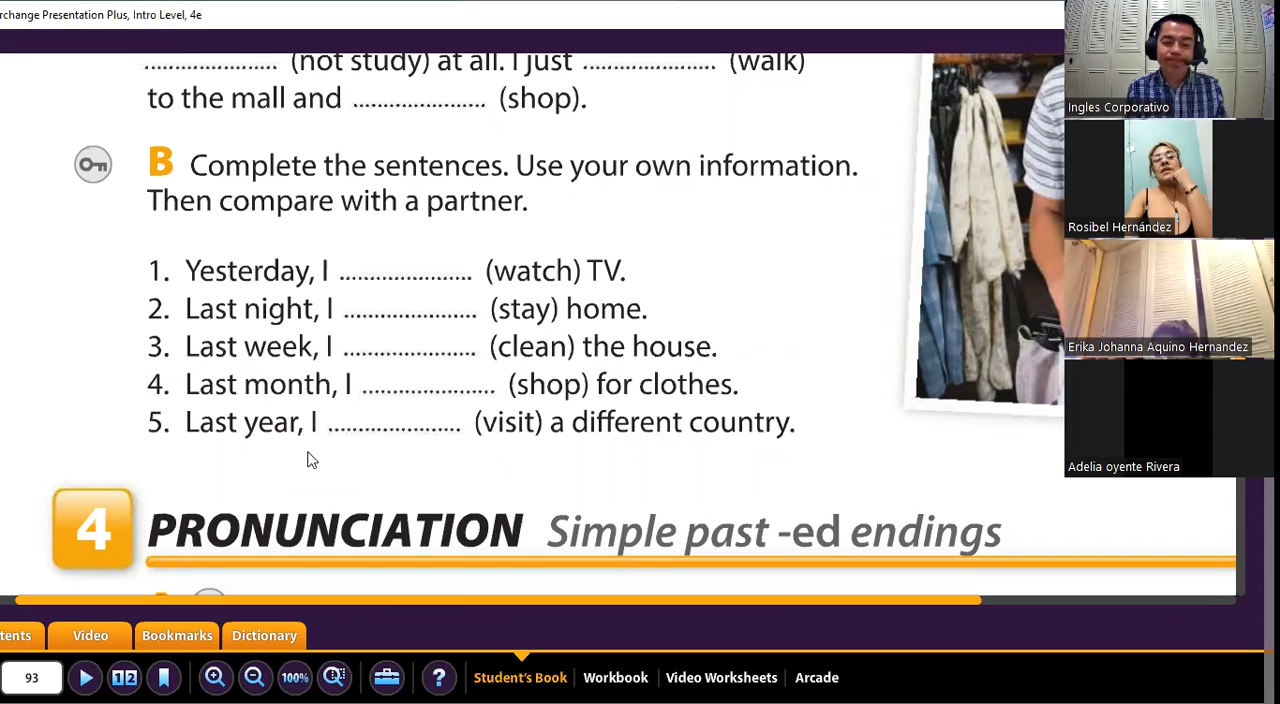 rchange Presentation Plus, Intro Level, 4e
.................... (not study) at all. I just .................... (walk)
to the mall and .................... (shop).
B Complete the sentences. Use your own information.
Then compare with a partner.
1. Yesterday, I .................... (watch) TV.
2. Last night, I .................... (stay) home.
3. Last week, I .................... (clean) the house.
4. Last month, I .................... (shop) for clothes.
5. Last year, I .................... (visit) a different country.
4 PRONUNCIATION Simple past -ed endings
tents Video Bookmarks Dictionary
93 12 100% ? Student's Book Workbook Video Worksheets Arcade
Ingles Corporativo
Rosibel Hernández
Erika Johanna Aquino Hernandez
Adelia oyente Rivera